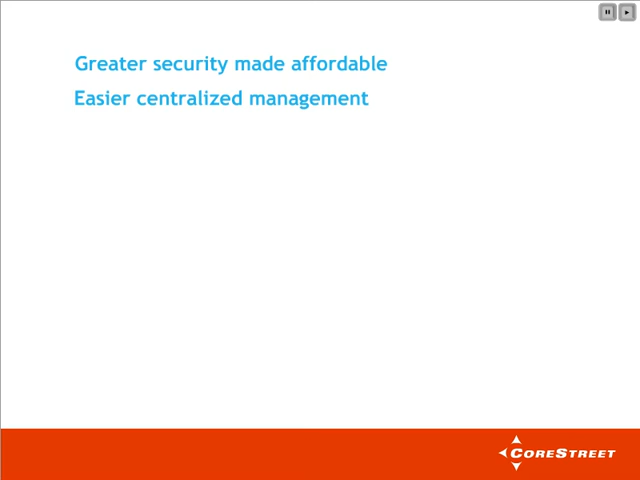 Greater security made affordable
Easier centralized management
CORESTREET